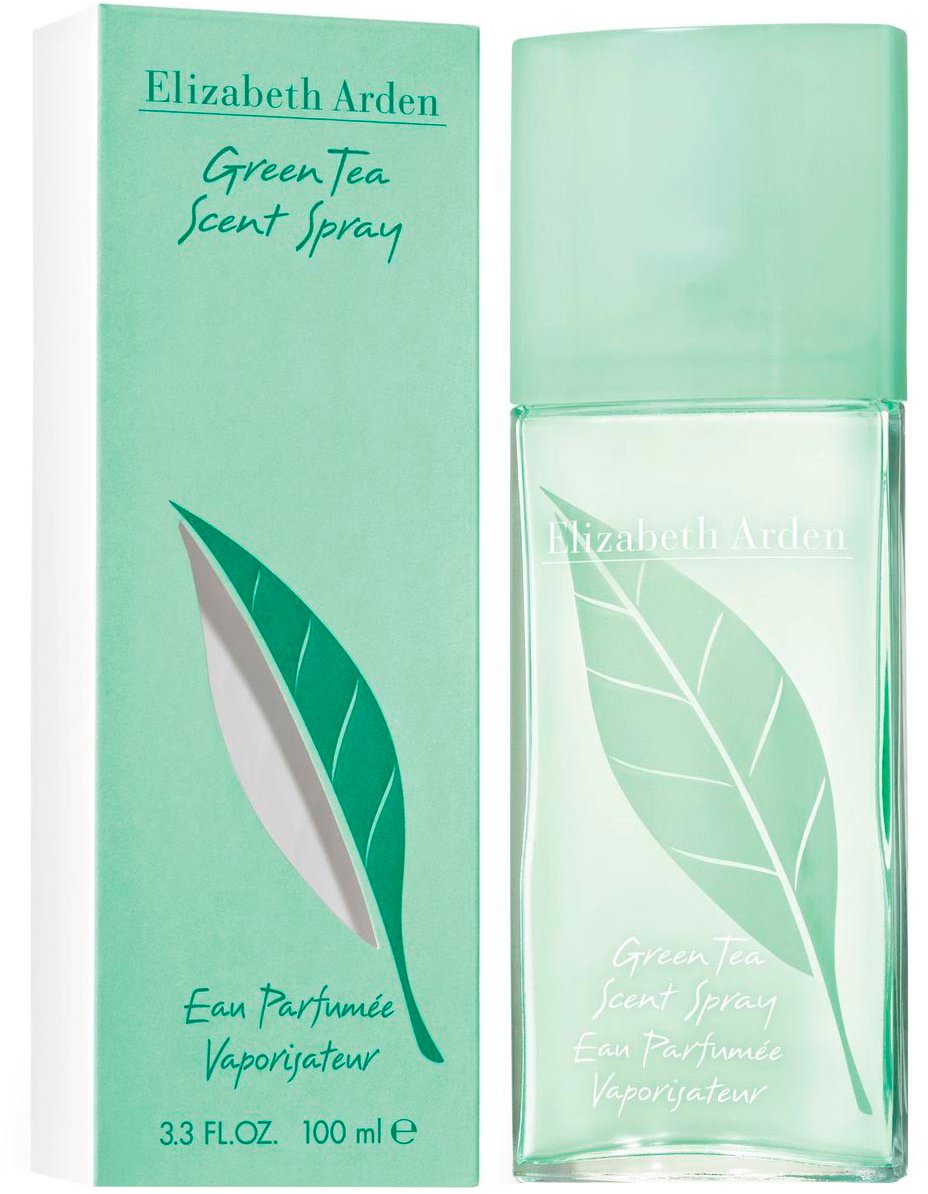 Elizabeth Arden
Green Tea
Scent Spray
Eau Parfumée
Vaporisateur
3.3 FL.OZ. 100 ml e
Elizabeth Arden
Green Tea
Scent Spray
Eau Parfumée
Vaporisateur